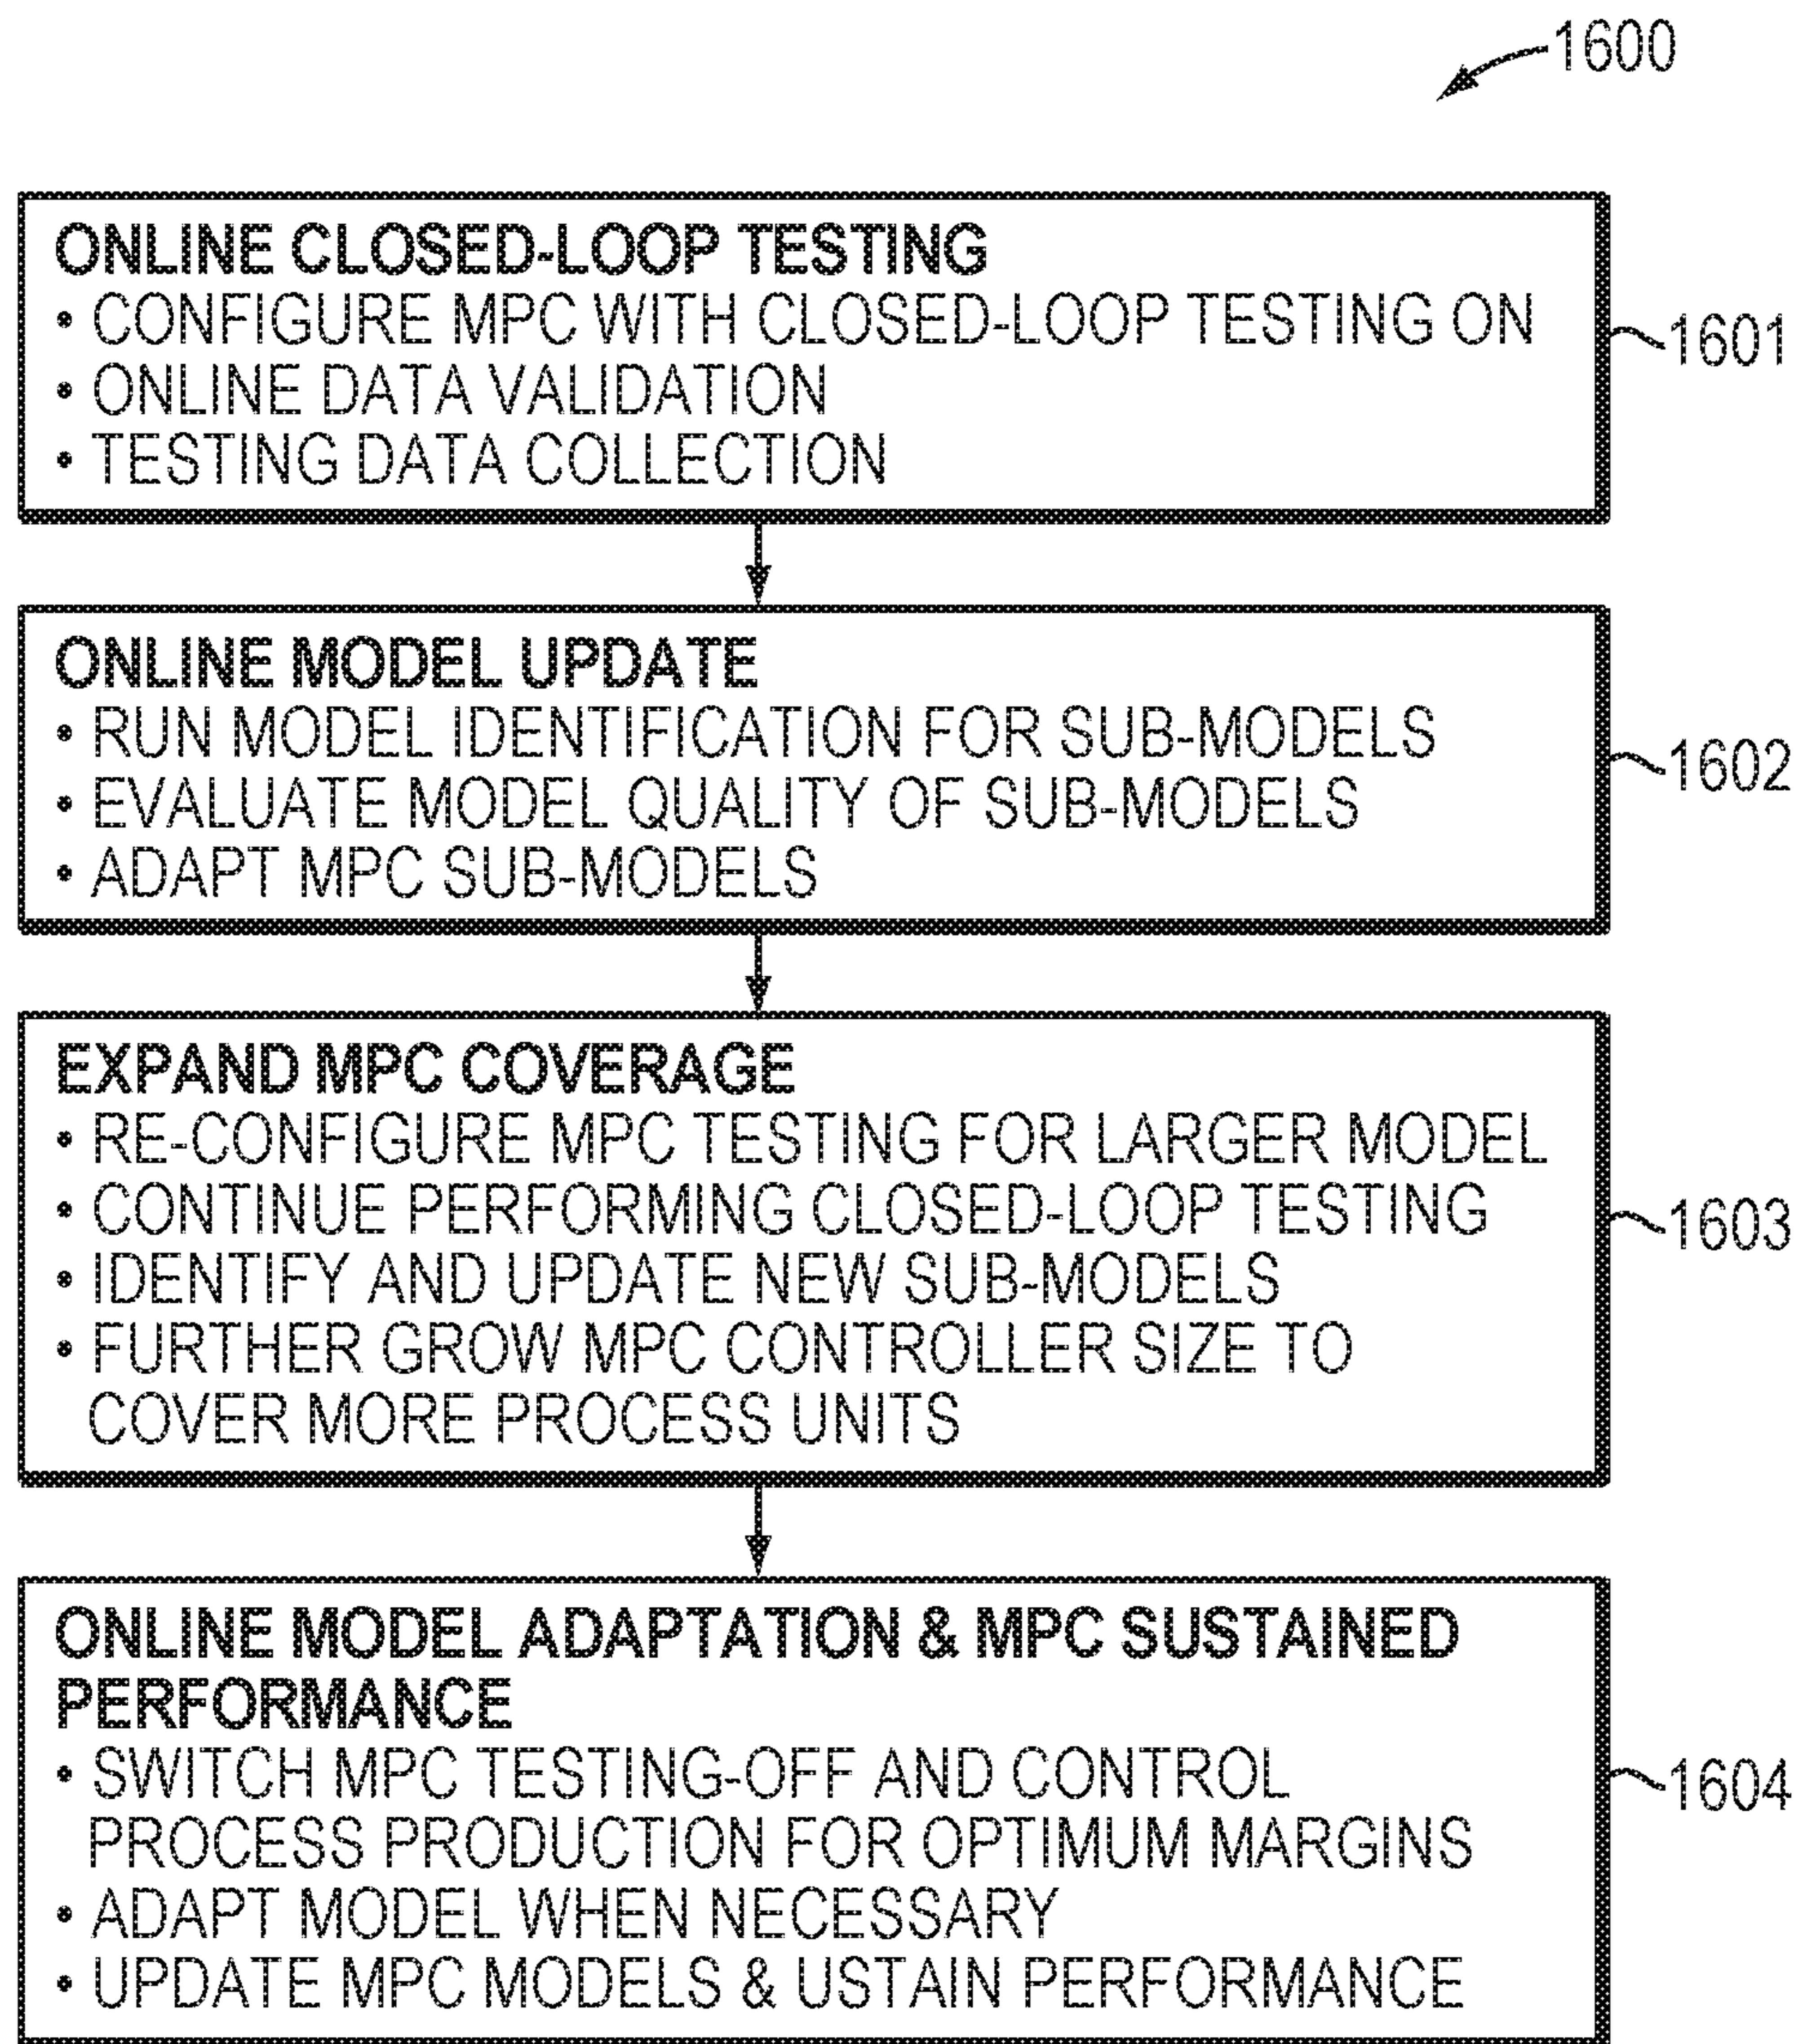 1600
ONLINE CLOSED-LOOP TESTING
• CONFIGURE MPC WITH CLOSED-LOOP TESTING ON
• ONLINE DATA VALIDATION
• TESTING DATA COLLECTION
1601
ONLINE MODEL UPDATE
• RUN MODEL IDENTIFICATION FOR SUB-MODELS
• EVALUATE MODEL QUALITY OF SUB-MODELS
• ADAPT MPC SUB-MODELS
1602
EXPAND MPC COVERAGE
• RE-CONFIGURE MPC TESTING FOR LARGER MODEL
• CONTINUE PERFORMING CLOSED-LOOP TESTING
• IDENTIFY AND UPDATE NEW SUB-MODELS
• FURTHER GROW MPC CONTROLLER SIZE TO
COVER MORE PROCESS UNITS
1603
ONLINE MODEL ADAPTATION & MPC SUSTAINED
PERFORMANCE
• SWITCH MPC TESTING-OFF AND CONTROL
PROCESS PRODUCTION FOR OPTIMUM MARGINS
• ADAPT MODEL WHEN NECESSARY
• UPDATE MPC MODELS & USTAIN PERFORMANCE
1604